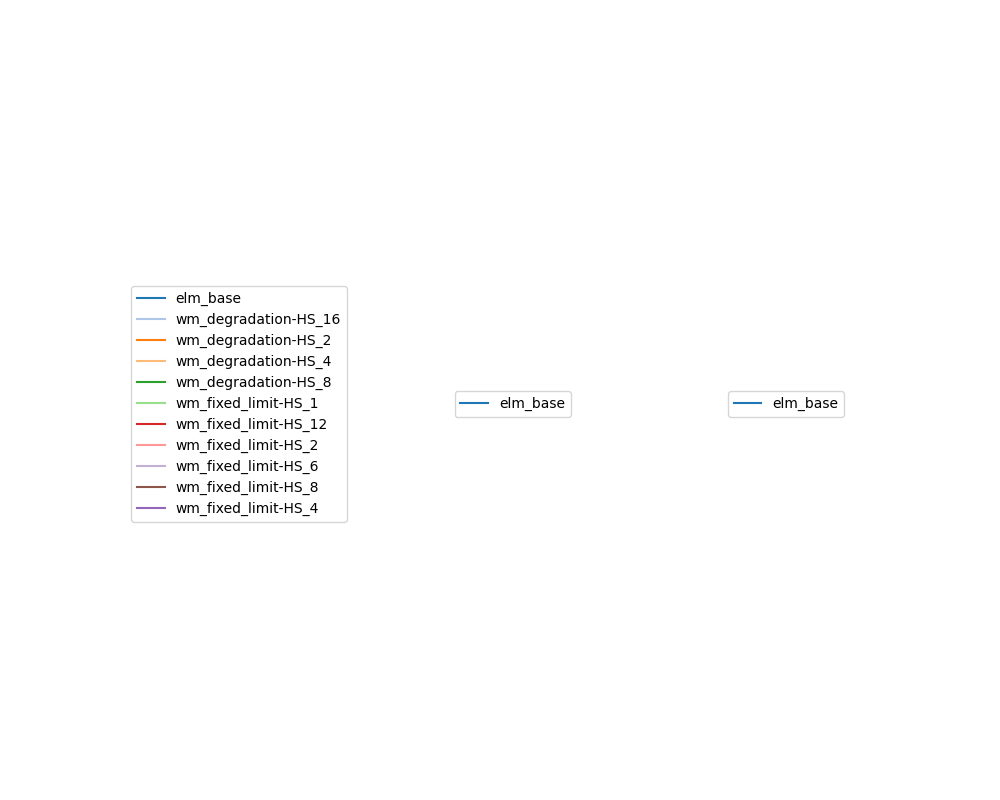 elm_base
wm_degradation-HS_16
wm_degradation-HS_2
wm_degradation-HS_4
wm_degradation-HS_8
wm_fixed_limit-HS_1
wm_fixed_limit-HS_12
wm_fixed_limit-HS_2
wm_fixed_limit-HS_6
wm_fixed_limit-HS_8
wm_fixed_limit-HS_4
elm_base
elm_base